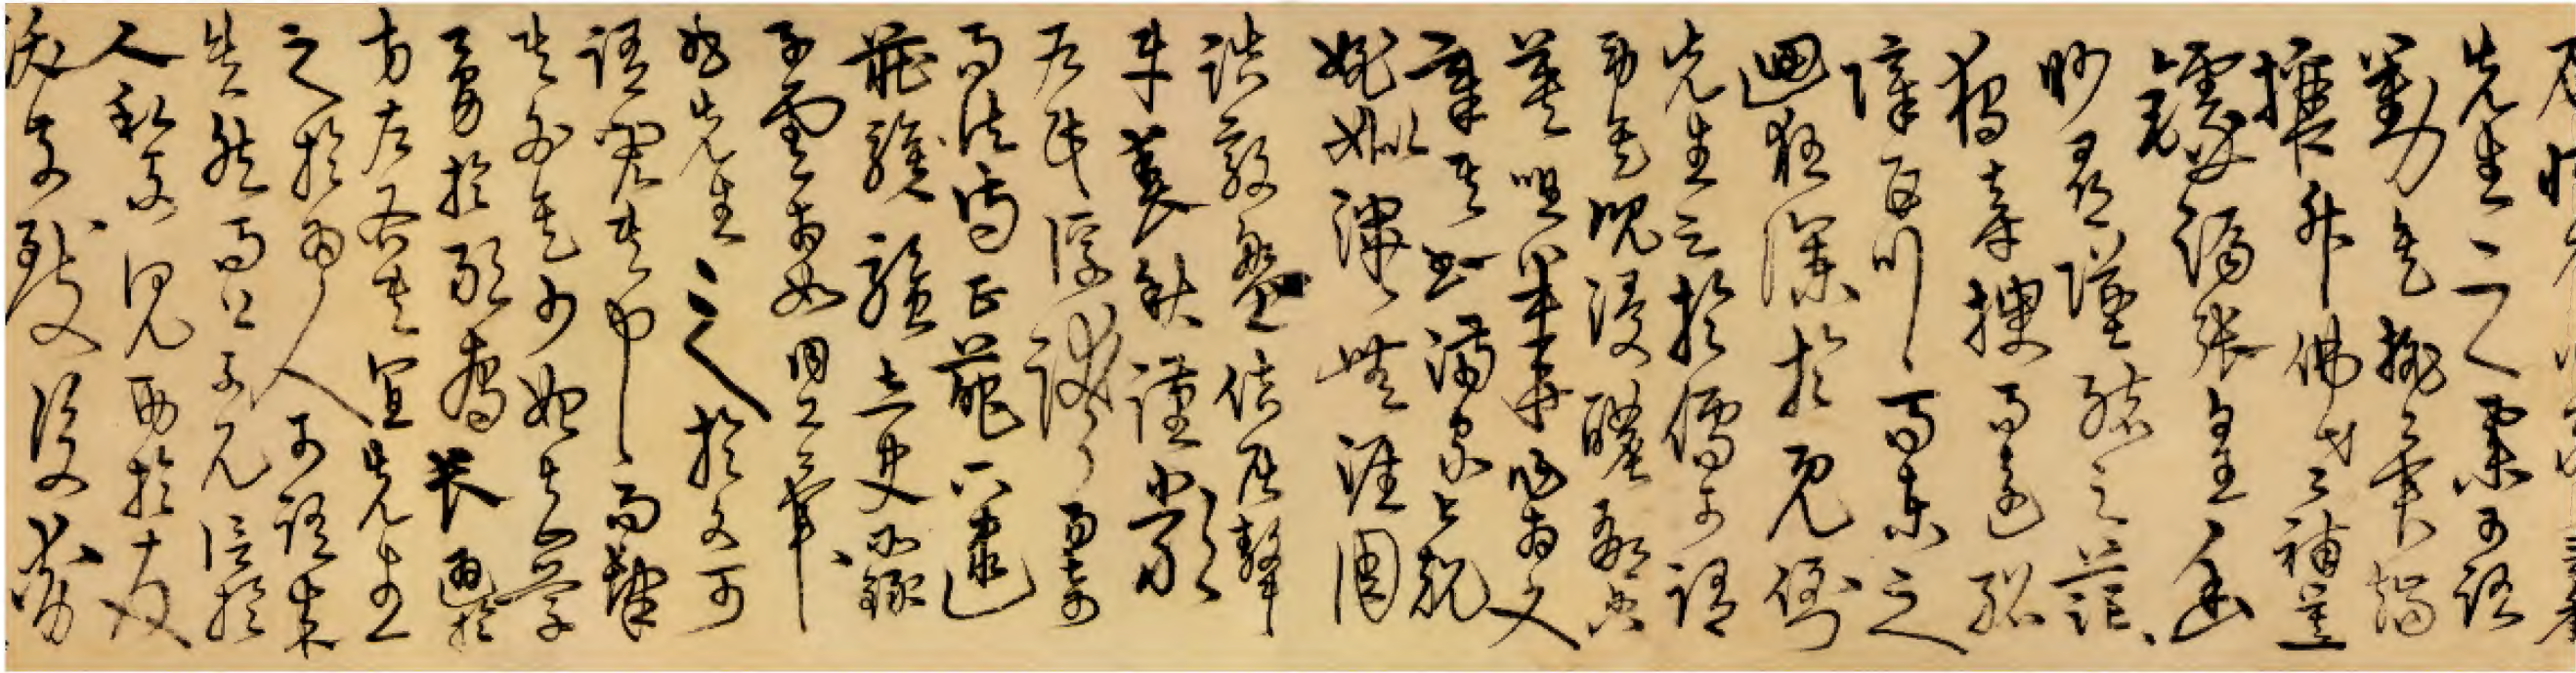 先生之業可謂
勤矣觝排異端
攘斥佛老補苴
罅漏張皇幽
眇尋墜緒之茫茫
獨旁搜而遠紹
障百川而東之
迴狂瀾於既倒
先生之於儒可謂
勞矣沉浸醲郁含
英咀華作為文
章其書滿家上規
姚姒渾渾無涯周
誥殷盤佶屈聱
牙春秋謹嚴
左氏浮誇易奇
而法詩正而葩下逮
莊騷太史所錄
子雲相如同工異
曲先生之於文可
謂閎其中而肆
其外矣少始知學
勇於敢為長通於
方左右具宜先生
之於為人可謂成
矣然而公不見信於
人私不見助於友
跋前躓後動